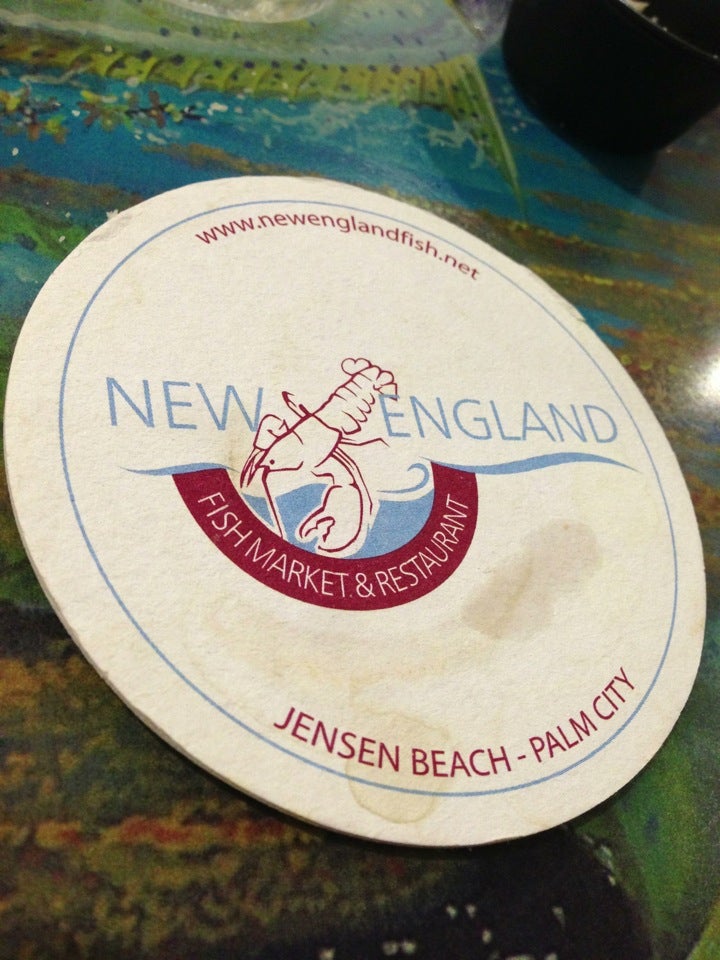 www.newenglandfish.net
NEW ENGLAND
FISH MARKET & RESTAURANT
JENSEN BEACH - PALM CITY